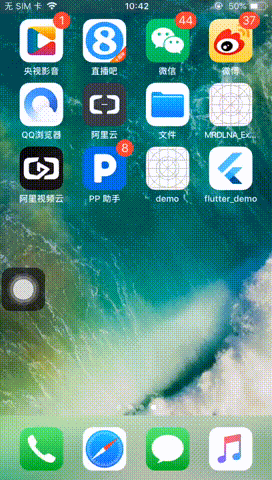 无 SIM 卡 10:42 50%
1 44 37
央视影音 直播吧 微信 微博
QQ浏览器 阿里云 文件 MRDLNA_Ex...
8
阿里视频云 PP 助手 demo flutter_demo